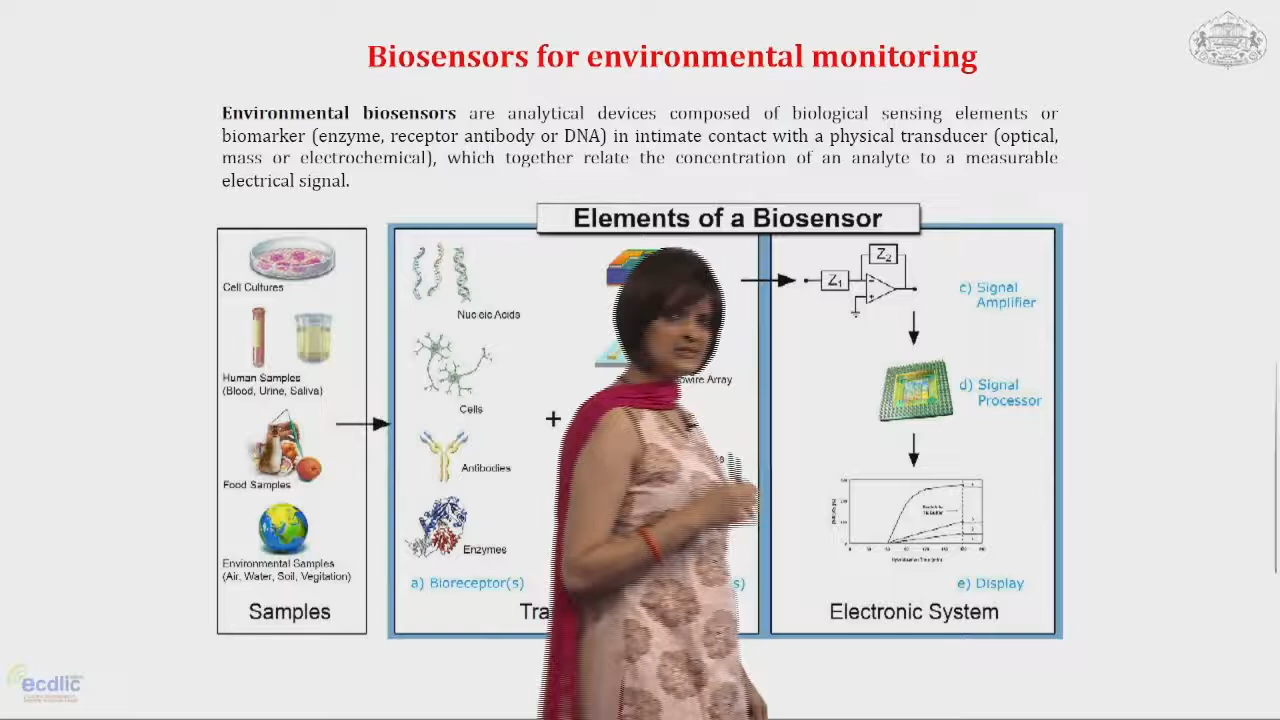 Biosensors for environmental monitoring
Environmental biosensors are analytical devices composed of biological sensing elements or
biomarker (enzyme, receptor antibody or DNA) in intimate contact with a physical transducer (optical,
mass or electrochemical), which together relate the concentration of an analyte to a measurable
electrical signal.
Elements of a Biosensor
Cell Cultures
Human Samples
(Blood, Urine, Saliva)
Food Samples
Environmental Samples
(Air, Water, Soil, Vegitation)
Samples
Nucleic Acids
Cells
Antibodies
Enzymes
a) Bioreceptor(s)
+
owire Array
s)
Tra
Z1
Z2
c) Signal
Amplifier
d) Signal
Processor
e) Display
Electronic System
ecdlic